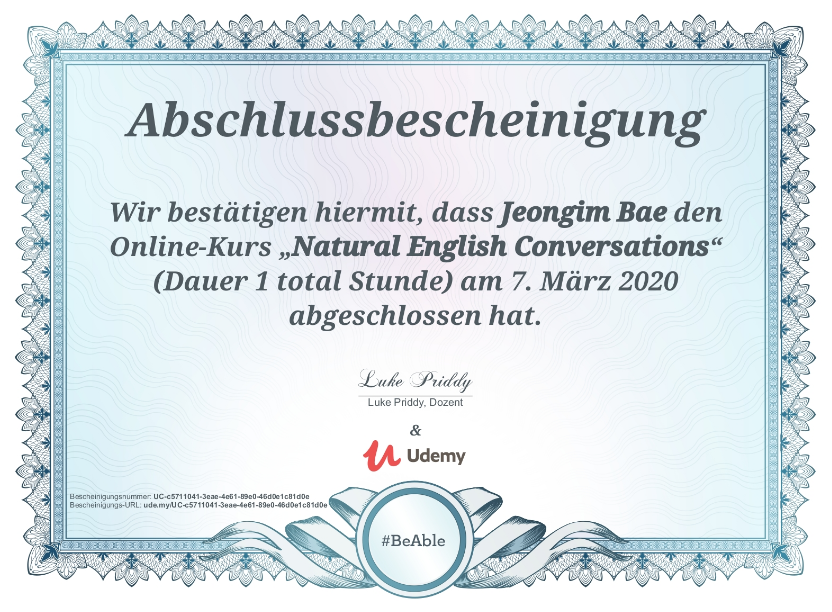 Abschlussbescheinigung
Wir bestätigen hiermit, dass Jeongim Bae den
Online-Kurs „Natural English Conversations“
(Dauer 1 total Stunde) am 7. März 2020
abgeschlossen hat.
Luke Priddy
Luke Priddy, Dozent
&
Udemy
Bescheinigungsnummer: UC-c5711041-3eae-4e61-89e0-46d0e1c81d0e
Bescheinigungs-URL: ude.my/UC-c5711041-3eae-4e61-89e0-46d0e1c81d0e
#BeAble